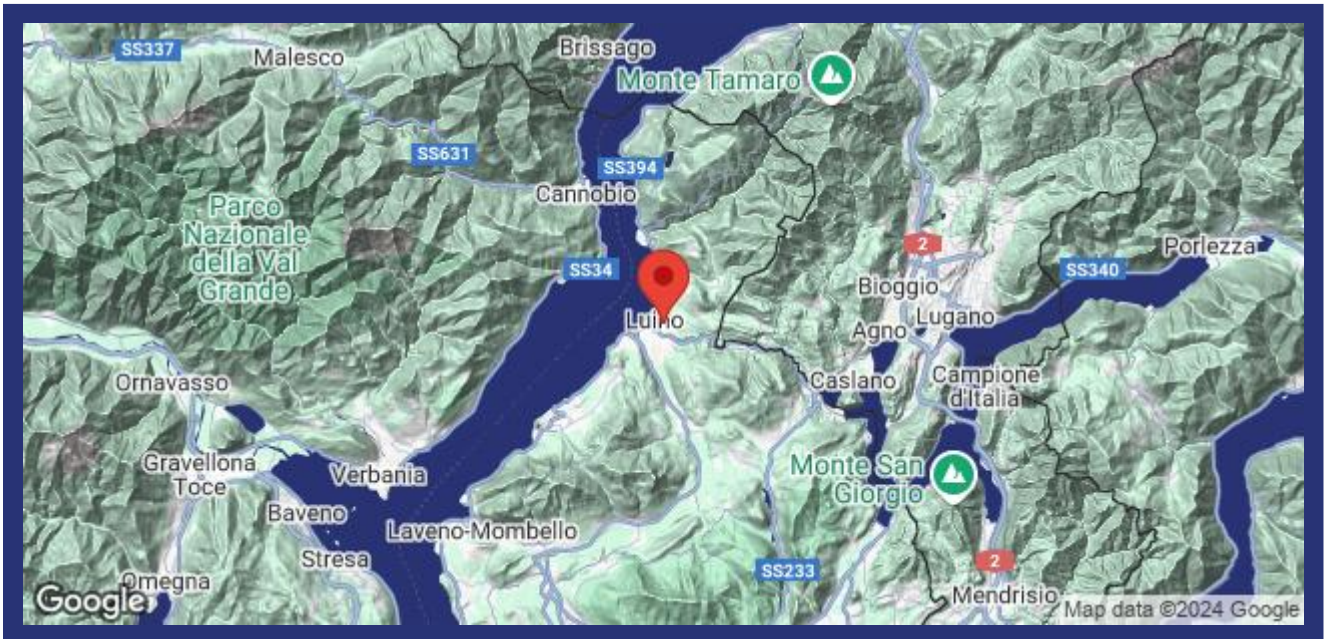 SS337
Malesco
Brissago
Monte Tamaro
SS631
SS394
Cannobio
Parco
Nazionale
della Val
Grande
2
Porlezza
SS34
SS340
Bioggio
Luino
Agno
Lugano
Ornavasso
Caslano
Campione
d'Italia
Gravellona
Toce
Verbania
Monte San
Giorgio
Baveno
Laveno-Mombello
Stresa
2
SS233
Omegna
Mendrisio
Google
Map data ©2024 Google